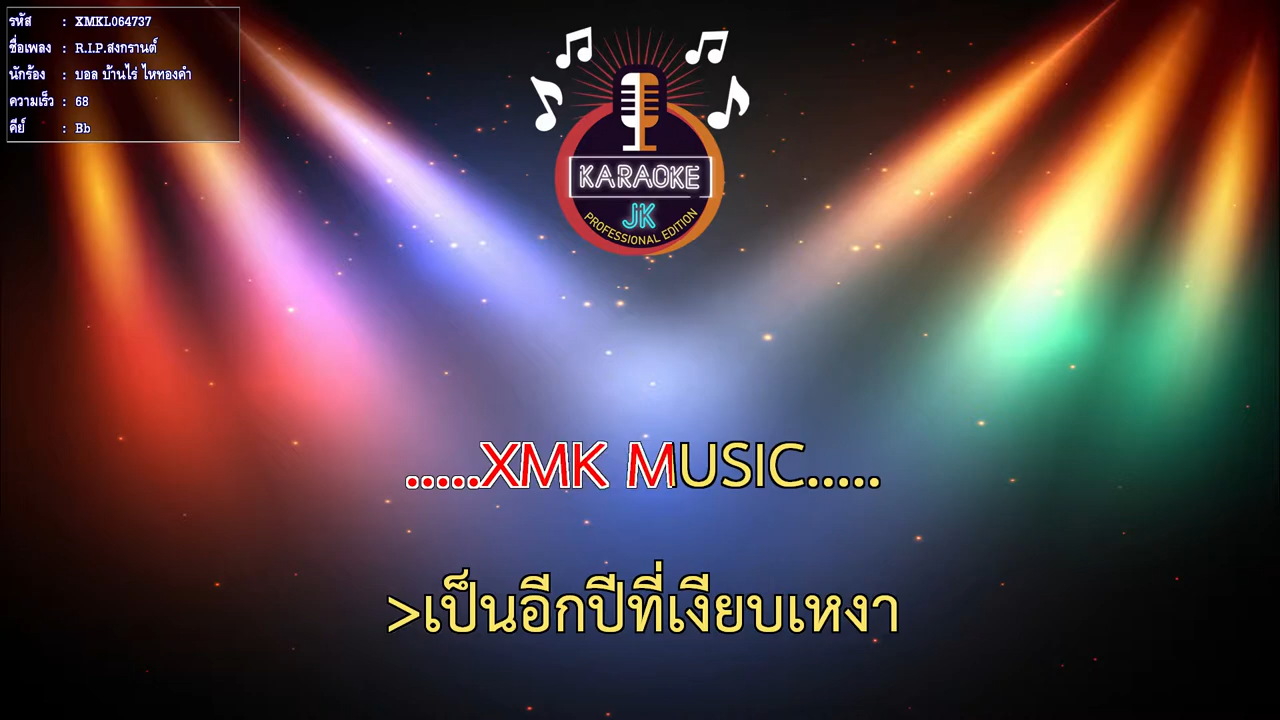 รหัส : XMKL064737
ชื่อเพลง : R.I.P.สงกรานต์
นักร้อง : บอล บ้านไร่ ไหทองคำ
ความเร็ว : 68
คีย์ : Bb
KARAOKE
JK
PROFESSIONAL EDITION
.....XMK MUSIC.....
>เป็นอีกปีที่เงียบเหงา